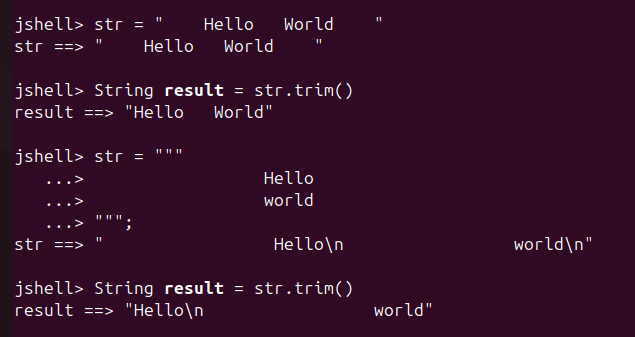 jshell> str = "    Hello   World    "
str ==> "    Hello   World    "
jshell> String result = str.trim()
result ==> "Hello   World"
jshell> str = """
   ...>                  Hello
   ...>                  world
   ...> """;
str ==> "                 Hello\n                 world\n"
jshell> String result = str.trim()
result ==> "Hello\n                 world"